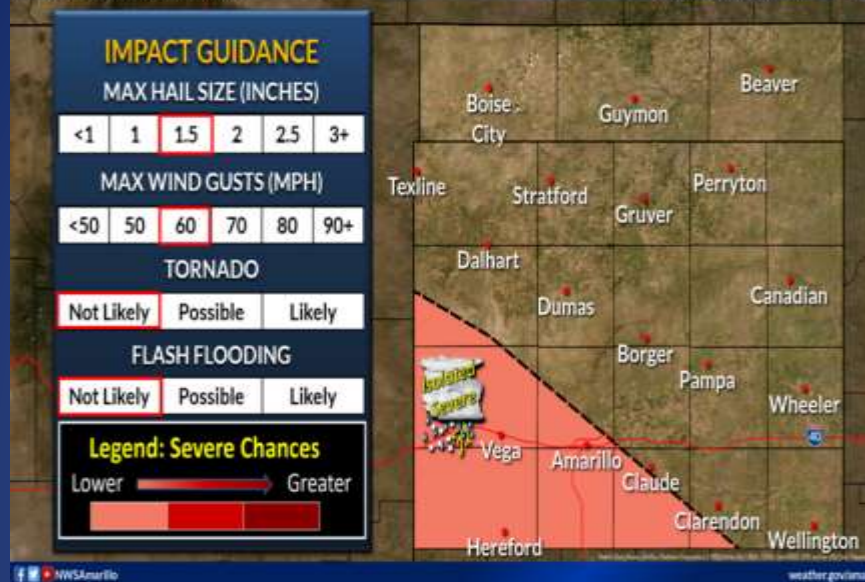 IMPACT GUIDANCE
MAX HAIL SIZE (INCHES)
<1 1 1.5 2 2.5 3+
MAX WIND GUSTS (MPH)
<50 50 60 70 80 90+
TORNADO
Not Likely Possible Likely
FLASH FLOODING
Not Likely Possible Likely
Legend: Severe Chances
Lower Greater
Boise City
Guymon
Beaver
Texline
Stratford
Gruver
Perryton
Dalhart
Dumas
Canadian
Borger
Pampa
Wheeler
Isolated
Severe
40
Vega
Amarillo
Claude
Clarendon
Hereford
Wellington
NWSAmarillo